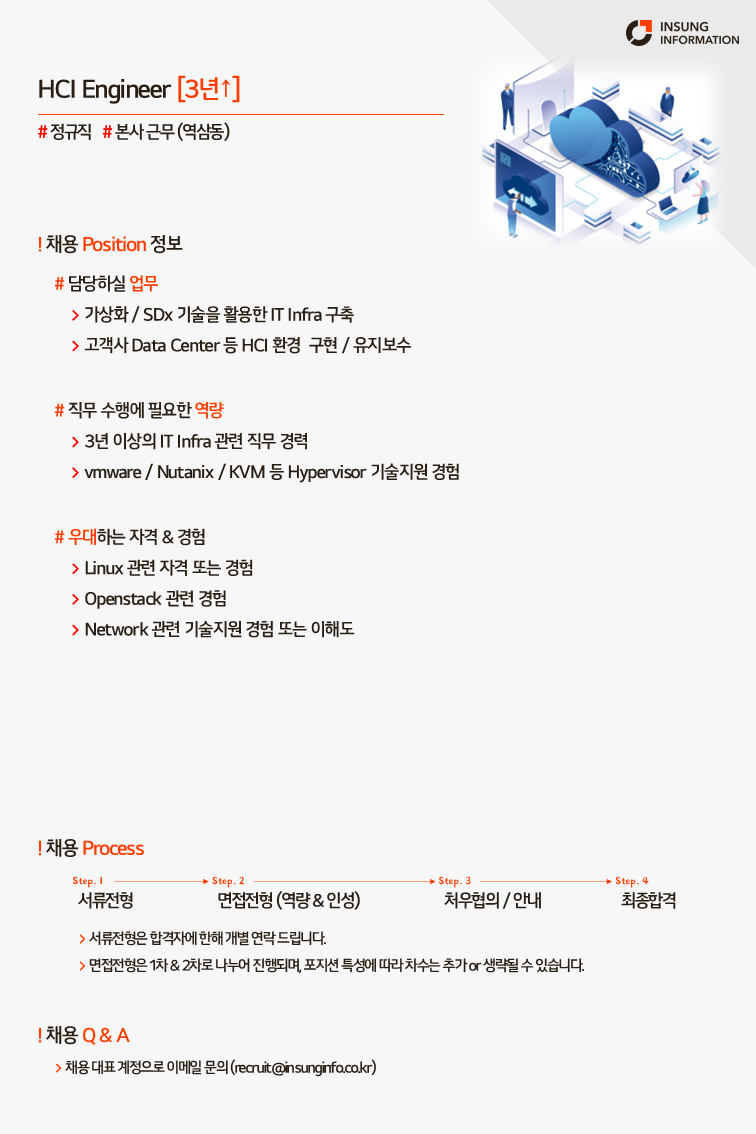 INSUNG
INFORMATION
HCI Engineer [3년↑]
# 정규직 # 본사 근무 (역삼동)
! 채용 Position 정보
# 담당하실 업무
> 가상화 / SDx 기술을 활용한 IT Infra 구축
> 고객사 Data Center 등 HCI 환경 구현 / 유지보수
# 직무 수행에 필요한 역량
> 3년 이상의 IT Infra 관련 직무 경력
> vmware / Nutanix / KVM 등 Hypervisor 기술지원 경험
# 우대하는 자격 & 경험
> Linux 관련 자격 또는 경험
> Openstack 관련 경험
> Network 관련 기술지원 경험 또는 이해도
! 채용 Process
Step. 1 Step. 2 Step. 3 Step. 4
서류전형 면접전형 (역량 & 인성) 처우협의 / 안내 최종합격
> 서류전형은 합격자에 한해 개별 연락 드립니다.
> 면접전형은 1차 & 2차로 나누어 진행되며, 포지션 특성에 따라 차수는 추가 or 생략될 수 있습니다.
! 채용 Q & A
> 채용 대표 계정으로 이메일 문의 (recruit@insunginfo.co.kr)